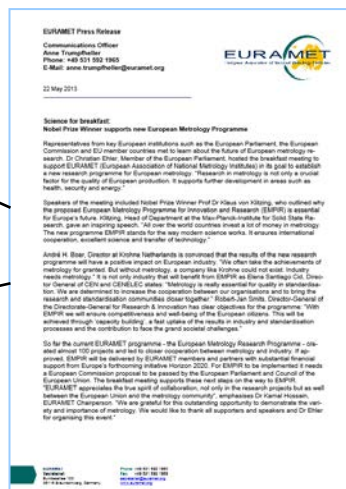 EURAMET Press Release
Communications Officer
Anne Trumpfheller
Phone: +49 531 592 1965
E-Mail: anne.trumpfheller@euramet.org
EURAMET
European Association of National Metrology Institutes
22 May 2013
Science for breakfast:
Nobel Prize Winner supports new European Metrology Programme
Representatives from key European institutions such as the European Parliament, the European
Commission and EU member countries met to learn about the future of European metrology re-
search. Dr Christian Ehler, Member of the European Parliament, hosted the breakfast meeting to
support EURAMET (European Association of National Metrology Institutes) in its goal to establish
a new research programme for European metrology. "Research in metrology is not only a crucial
factor for the quality of European production. It supports further development in areas such as
health, security and energy."
Speakers of the meeting included Nobel Prize Winner Prof Dr Klaus von Klitzing, who outlined why
the proposed European Metrology Programme for Innovation and Research (EMPIR) is essential
for Europe's future. Klitzing, Head of Department at the Max-Planck-Institute for Solid State Re-
search, gave an inspiring speech. "All over the world countries invest a lot of money in metrology.
The new programme EMPIR stands for the way modern science works. It ensures international
cooperation, excellent science and transfer of technology."
André H. Boer, Director at Krohne Netherlands is convinced that the results of the new research
programme will have a positive impact on European industry. "We often take the achievements of
metrology for granted. But without metrology, a company like Krohne could not exist. Industry
needs metrology." It is not only industry that will benefit from EMPIR as Elena Santiago Cid, Direc-
tor General of CEN and CENELEC states: "Metrology is really essential for quality in standardisa-
tion. We are determined to increase the cooperation between our organisations and to bring the
research and standardisation communities closer together." Robert-Jan Smits, Director-General of
the Directorate-General for Research & Innovation has clear objectives for the programme. "With
EMPIR we will ensure competitiveness and well-being of the European citizens. This will be
achieved through 'capacity building', a fast uptake of the results in industry and standardisation
processes and the contribution to face the grand societal challenges."
So far the current EURAMET programme - the European Metrology Research Programme - cre-
ated almost 100 projects and led to closer cooperation between metrology and industry. If ap-
proved, EMPIR will be delivered by EURAMET members and partners with substantial financial
support from Europe's forthcoming initiative Horizon 2020. For EMPIR to be implemented it needs
a European Commission proposal to be passed by the European Parliament and Council of the
European Union. The breakfast meeting supports these next steps on the way to EMPIR.
"EURAMET appreciates the true spirit of collaboration, not only in the research projects but as well
between the European Union and the metrology community", emphasises Dr Kamal Hossain,
EURAMET Chairperson. "We are grateful for this outstanding opportunity to demonstrate the vari-
ety and importance of metrology. We would like to thank all supporters and speakers and Dr Ehler
for organising this event."